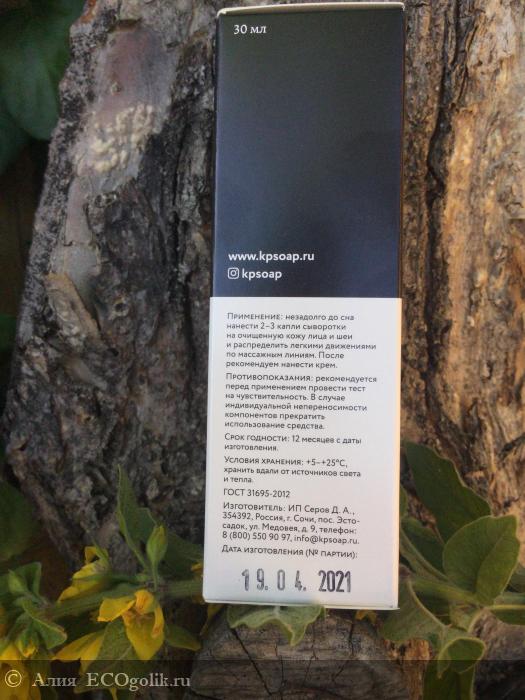 30 мл
www.kpsoap.ru
kpsoap
Применение: незадолго до сна
нанести 2–3 капли сыворотки
на очищенную кожу лица и шеи
и распределить легкими движениями
по массажным линиям. После
рекомендуем нанести крем.
Противопоказания: рекомендуется
перед применением провести тест
на чувствительность. В случае
индивидуальной непереносимости
компонентов прекратить
использование средства.
Срок годности: 12 месяцев с даты
изготовления.
Условия хранения: +5–+25°C,
хранить вдали от источников света
и тепла.
ГОСТ 31695-2012
Изготовитель: ИП Серов Д. А.,
354392, Россия, г. Сочи, пос. Эсто-
садок, ул. Медовея, д. 9, телефон:
8 (800) 550 90 97, info@kpsoap.ru.
Дата изготовления (№ партии):
19.04.2021
© Алия ECOgolik.ru